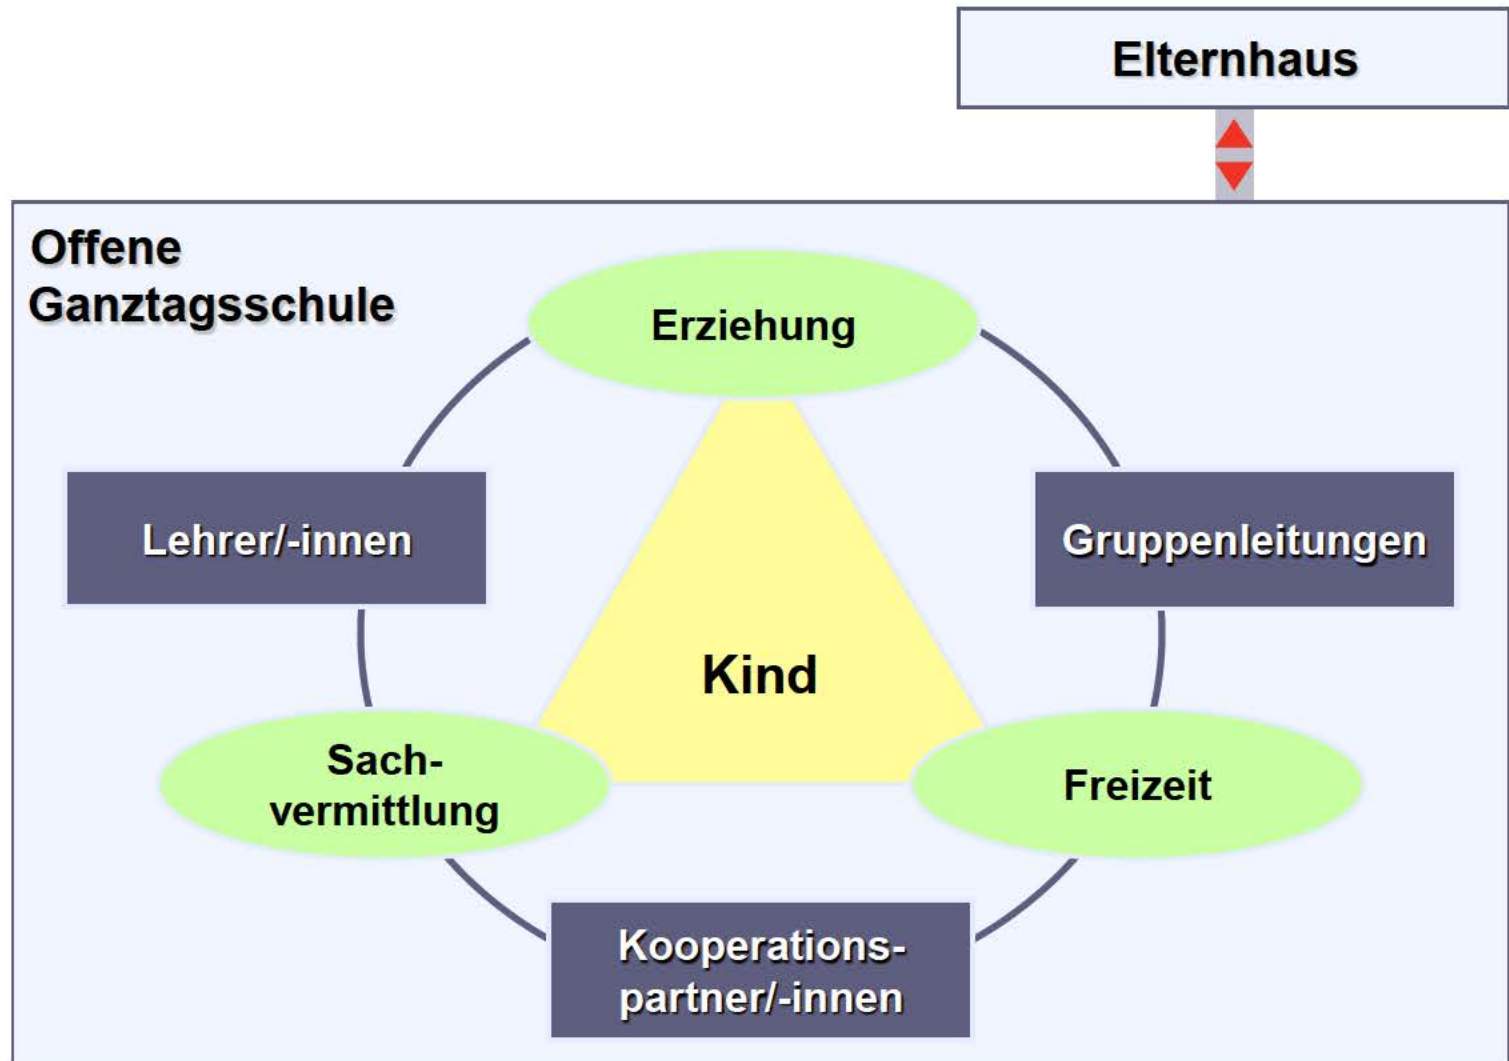 Elternhaus
Offene
Ganztagsschule
Erziehung
Lehrer/-innen
Gruppenleitungen
Kind
Sach-
vermittlung
Freizeit
Kooperations-
partner/-innen